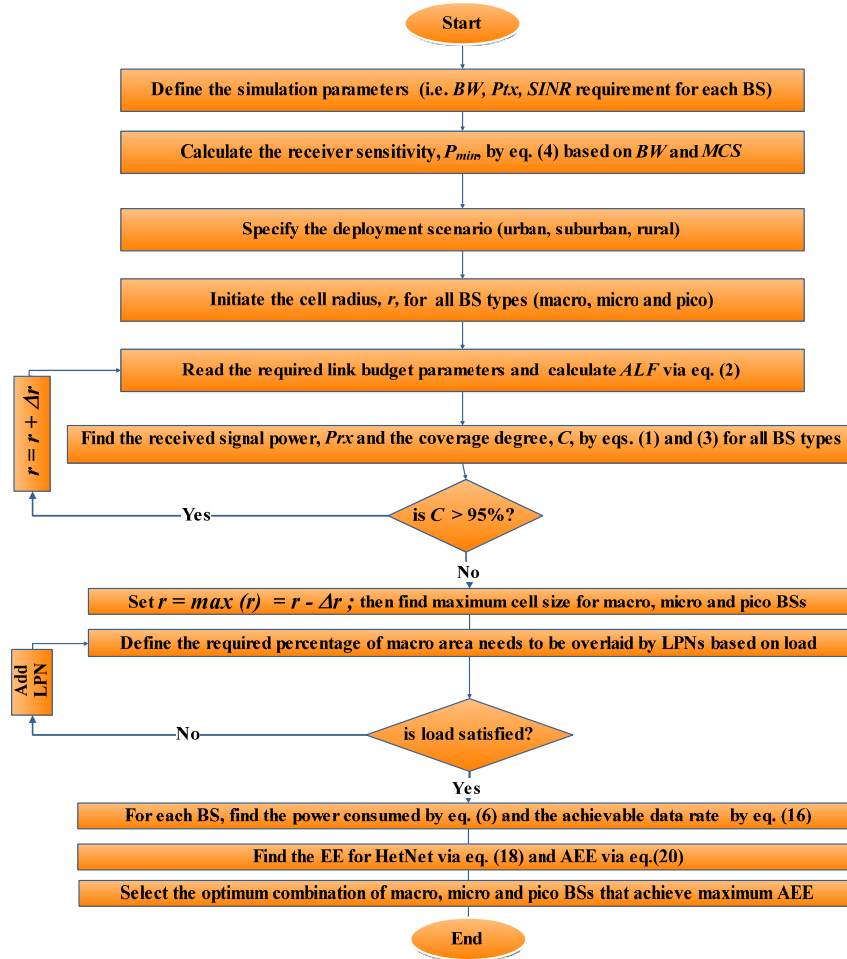 Start
Define the simulation parameters (i.e. BW, Ptx, SINR requirement for each BS)
Calculate the receiver sensitivity, Pmin, by eq. (4) based on BW and MCS
Specify the deployment scenario (urban, suburban, rural)
Initiate the cell radius, r, for all BS types (macro, micro and pico)
Read the required link budget parameters and calculate ALF via eq. (2)
r = r + Δr
Find the received signal power, Prx and the coverage degree, C, by eqs. (1) and (3) for all BS types
is C > 95%?
Yes
No
Set r = max (r) = r - Δr ; then find maximum cell size for macro, micro and pico BSs
Define the required percentage of macro area needs to be overlaid by LPNs based on load
Add
LPN
is load satisfied?
No
Yes
For each BS, find the power consumed by eq. (6) and the achievable data rate by eq. (16)
Find the EE for HetNet via eq. (18) and AEE via eq.(20)
Select the optimum combination of macro, micro and pico BSs that achieve maximum AEE
End